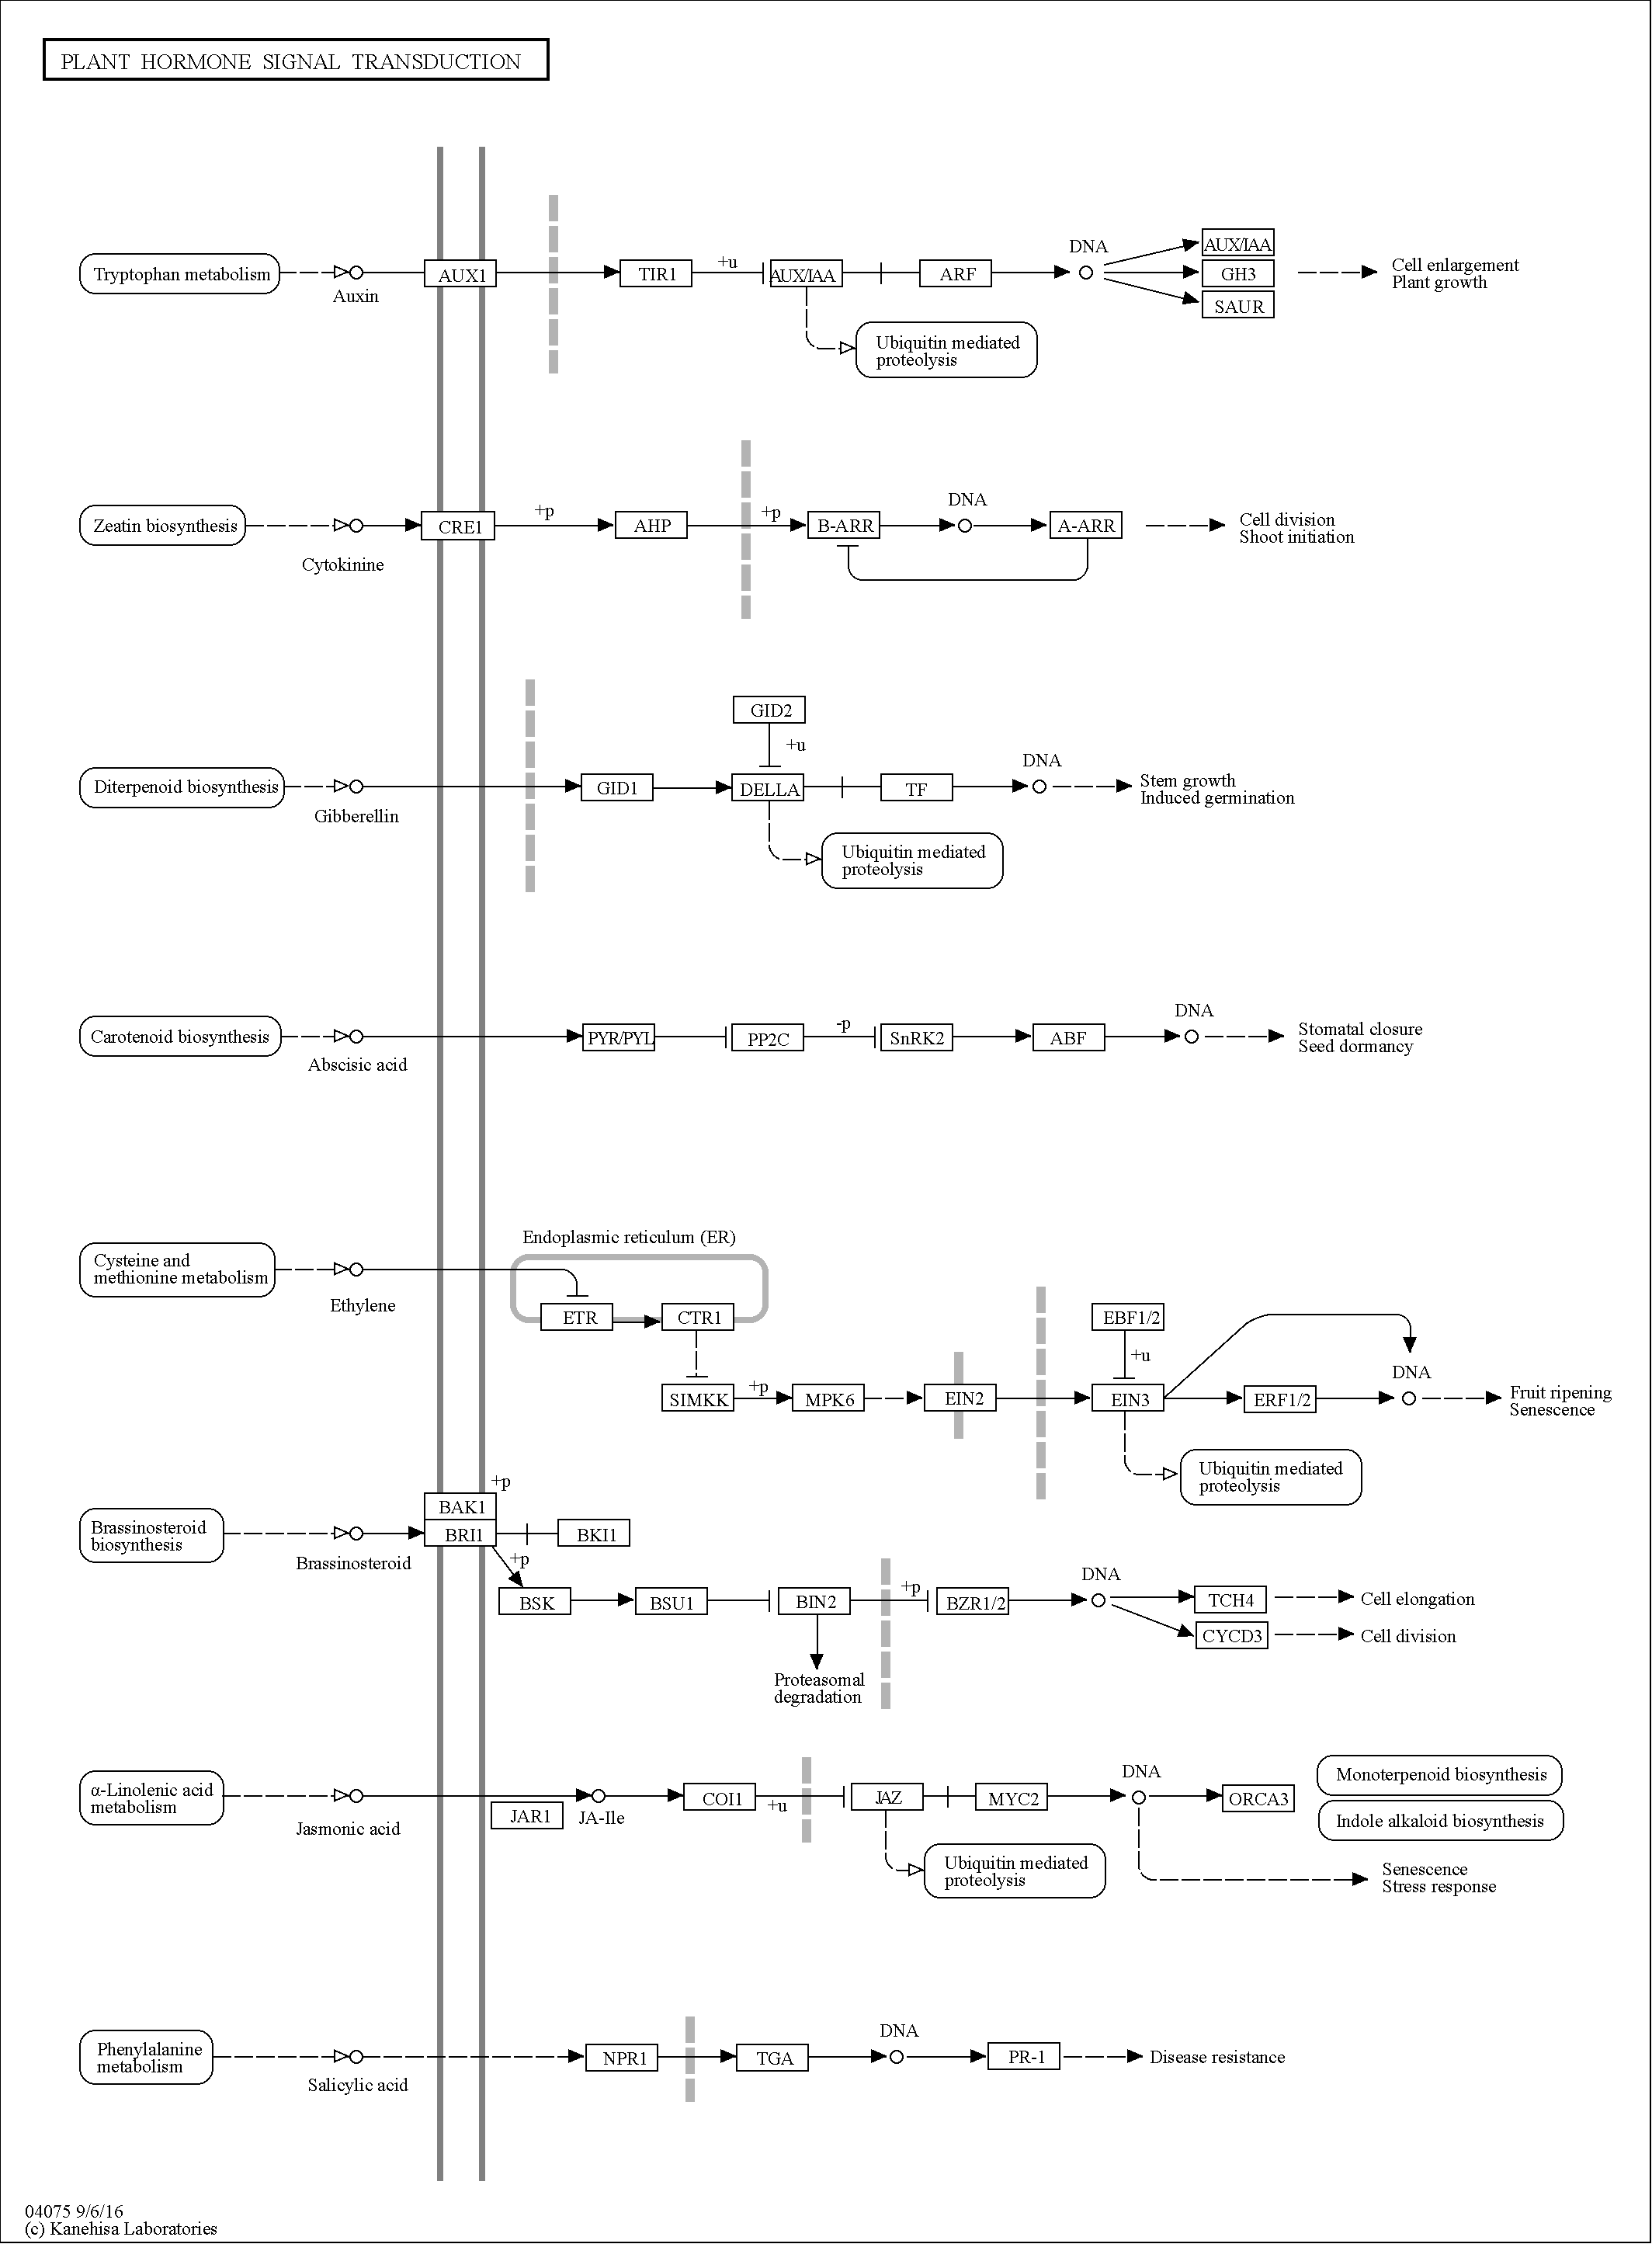 PLANT HORMONE SIGNAL TRANSDUCTION
Tryptophan metabolism
Auxin
AUX1
TIR1
+u
AUX/IAA
ARF
DNA
AUX/IAA
GH3
SAUR
Cell enlargement
Plant growth
Ubiquitin mediated
proteolysis
Zeatin biosynthesis
Cytokinine
CRE1
+p
AHP
+p
B-ARR
DNA
A-ARR
Cell division
Shoot initiation
GID2
+u
Diterpenoid biosynthesis
Gibberellin
GID1
DELLA
TF
DNA
Stem growth
Induced germination
Ubiquitin mediated
proteolysis
Carotenoid biosynthesis
Abscisic acid
PYR/PYL
PP2C
-p
SnRK2
ABF
DNA
Stomatal closure
Seed dormancy
Endoplasmic reticulum (ER)
Cysteine and
methionine metabolism
Ethylene
ETR
CTR1
EBF1/2
+u
SIMKK
+p
MPK6
EIN2
EIN3
ERF1/2
DNA
Fruit ripening
Senescence
Ubiquitin mediated
proteolysis
+p
BAK1
Brassinosteroid
biosynthesis
Brassinosteroid
BRI1
BKI1
+p
BSK
BSU1
BIN2
+p
BZR1/2
DNA
TCH4
Cell elongation
CYCD3
Cell division
Proteasomal
degradation
α-Linolenic acid
metabolism
Jasmonic acid
JAR1
JA-Ile
COI1
+u
JAZ
MYC2
DNA
ORCA3
Monoterpenoid biosynthesis
Indole alkaloid biosynthesis
Ubiquitin mediated
proteolysis
Senescence
Stress response
Phenylalanine
metabolism
Salicylic acid
NPR1
TGA
DNA
PR-1
Disease resistance
04075 9/6/16
(c) Kanehisa Laboratories